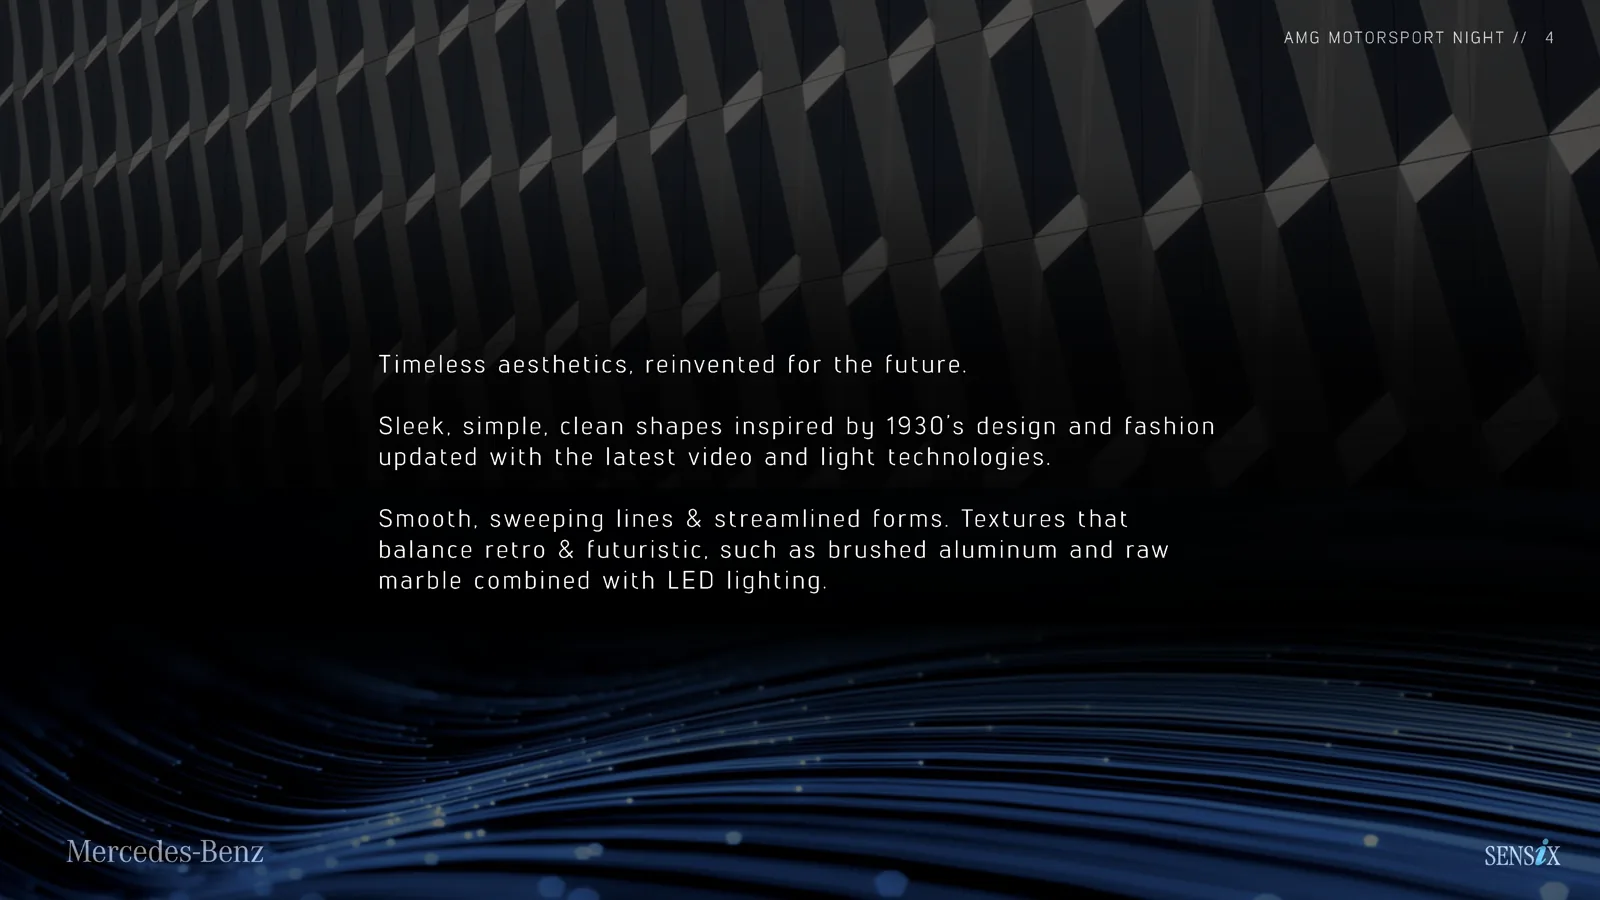 AMG MOTORSPORT NIGHT // 4
Timeless aesthetics, reinvented for the future.
Sleek, simple, clean shapes inspired by 1930's design and fashion
updated with the latest video and light technologies.
Smooth, sweeping lines & streamlined forms. Textures that
balance retro & futuristic, such as brushed aluminum and raw
marble combined with LED lighting.
Mercedes-Benz
SENSiX